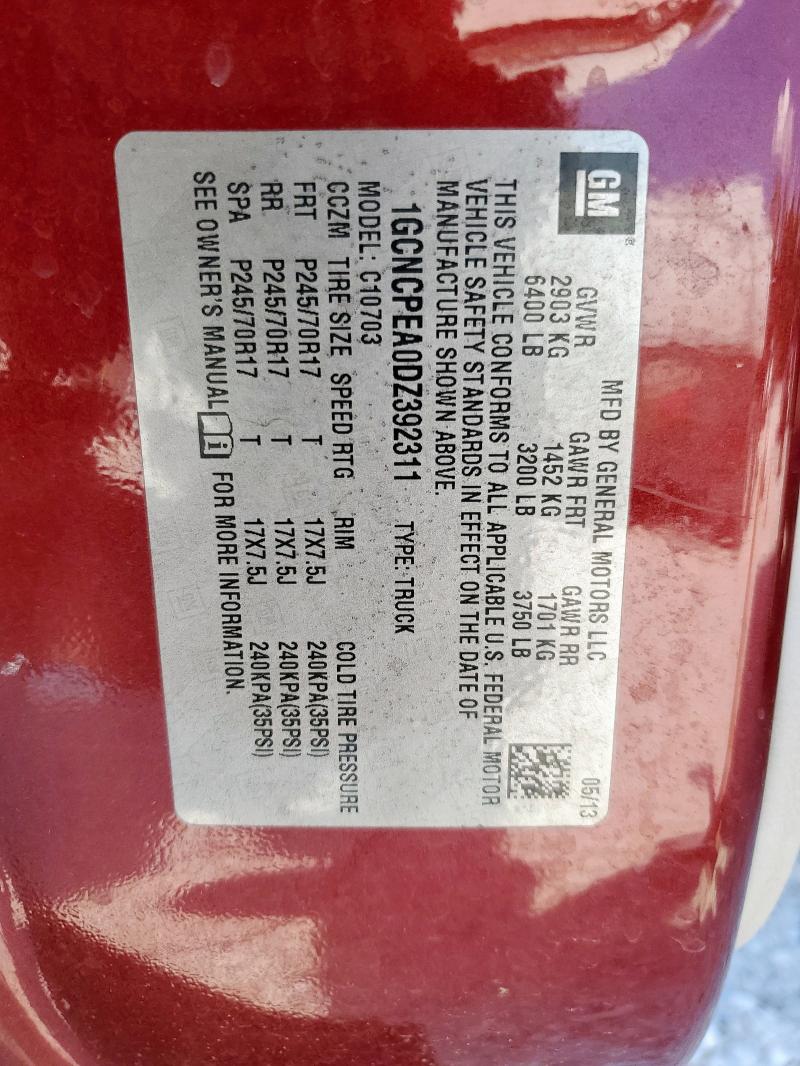 GM
MFD BY GENERAL MOTORS LLC 05/13
GVWR GAWR FRT GAWR RR
2903 KG 1452 KG 1701 KG
6400 LB 3200 LB 3750 LB
THIS VEHICLE CONFORMS TO ALL APPLICABLE U.S. FEDERAL MOTOR
VEHICLE SAFETY STANDARDS IN EFFECT ON THE DATE OF
MANUFACTURE SHOWN ABOVE.
1GCNCPEA0DZ392311 TYPE: TRUCK
MODEL: C10703
CCZM TIRE SIZE SPEED RTG RIM COLD TIRE PRESSURE
FRT P245/70R17 T 17X7.5J 240KPA(35PSI)
RR P245/70R17 T 17X7.5J 240KPA(35PSI)
SPA P245/70R17 T 17X7.5J 240KPA(35PSI)
SEE OWNER'S MANUAL i FOR MORE INFORMATION.